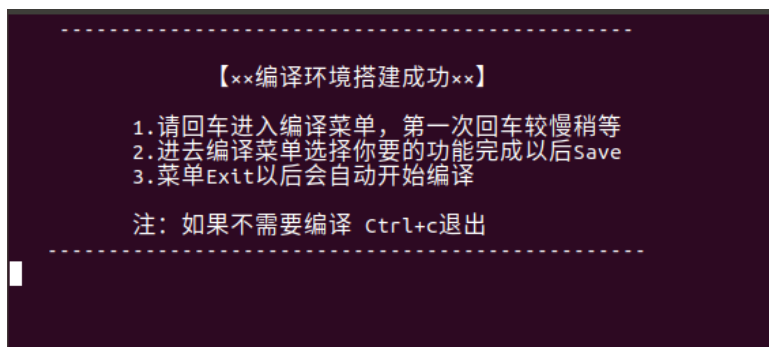 -----------------------------------------------
【××编译环境搭建成功××】
1.请回车进入编译菜单，第一次回车较慢稍等
2.进去编译菜单选择你要的功能完成以后Save
3.菜单Exit以后会自动开始编译
注：如果不需要编译 Ctrl+c退出
-------------------------------------------------